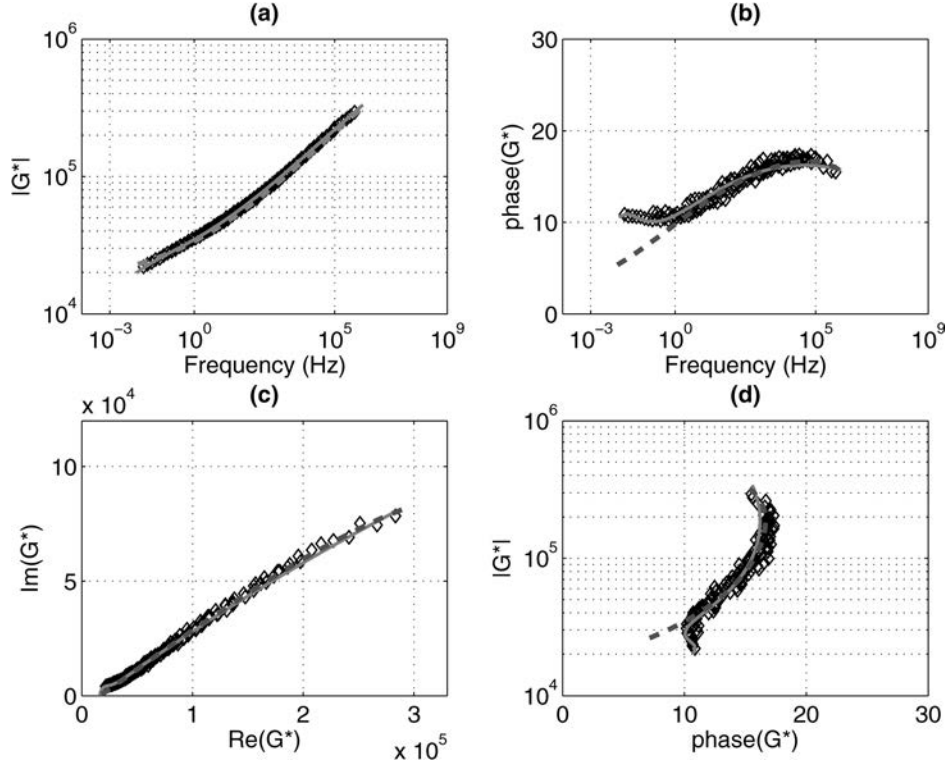 (a)
10^6
10^5
10^4
|G*|
10^-3
10^0
10^5
10^9
Frequency (Hz)
(b)
30
20
10
0
phase(G*)
10^-3
10^0
10^5
10^9
Frequency (Hz)
(c)
x 10^4
10
5
0
Im(G*)
0
1
2
3
Re(G*)
x 10^5
(d)
10^6
10^5
10^4
|G*|
0
10
20
30
phase(G*)